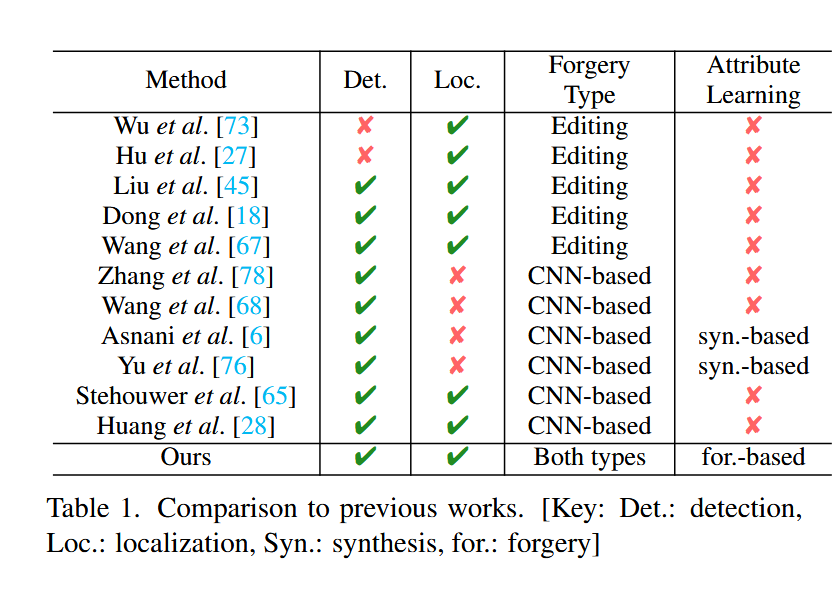 Method Det. Loc. Forgery Type Attribute Learning
Wu et al. [73] ✘ ✔ Editing ✘
Hu et al. [27] ✘ ✔ Editing ✘
Liu et al. [45] ✔ ✔ Editing ✘
Dong et al. [18] ✔ ✔ Editing ✘
Wang et al. [67] ✔ ✔ Editing ✘
Zhang et al. [78] ✔ ✘ CNN-based ✘
Wang et al. [68] ✔ ✘ CNN-based ✘
Asnani et al. [6] ✔ ✘ CNN-based syn.-based
Yu et al. [76] ✔ ✘ CNN-based syn.-based
Stehouwer et al. [65] ✔ ✔ CNN-based ✘
Huang et al. [28] ✔ ✔ CNN-based ✘
Ours ✔ ✔ Both types for.-based
Table 1. Comparison to previous works. [Key: Det.: detection,
Loc.: localization, Syn.: synthesis, for.: forgery]